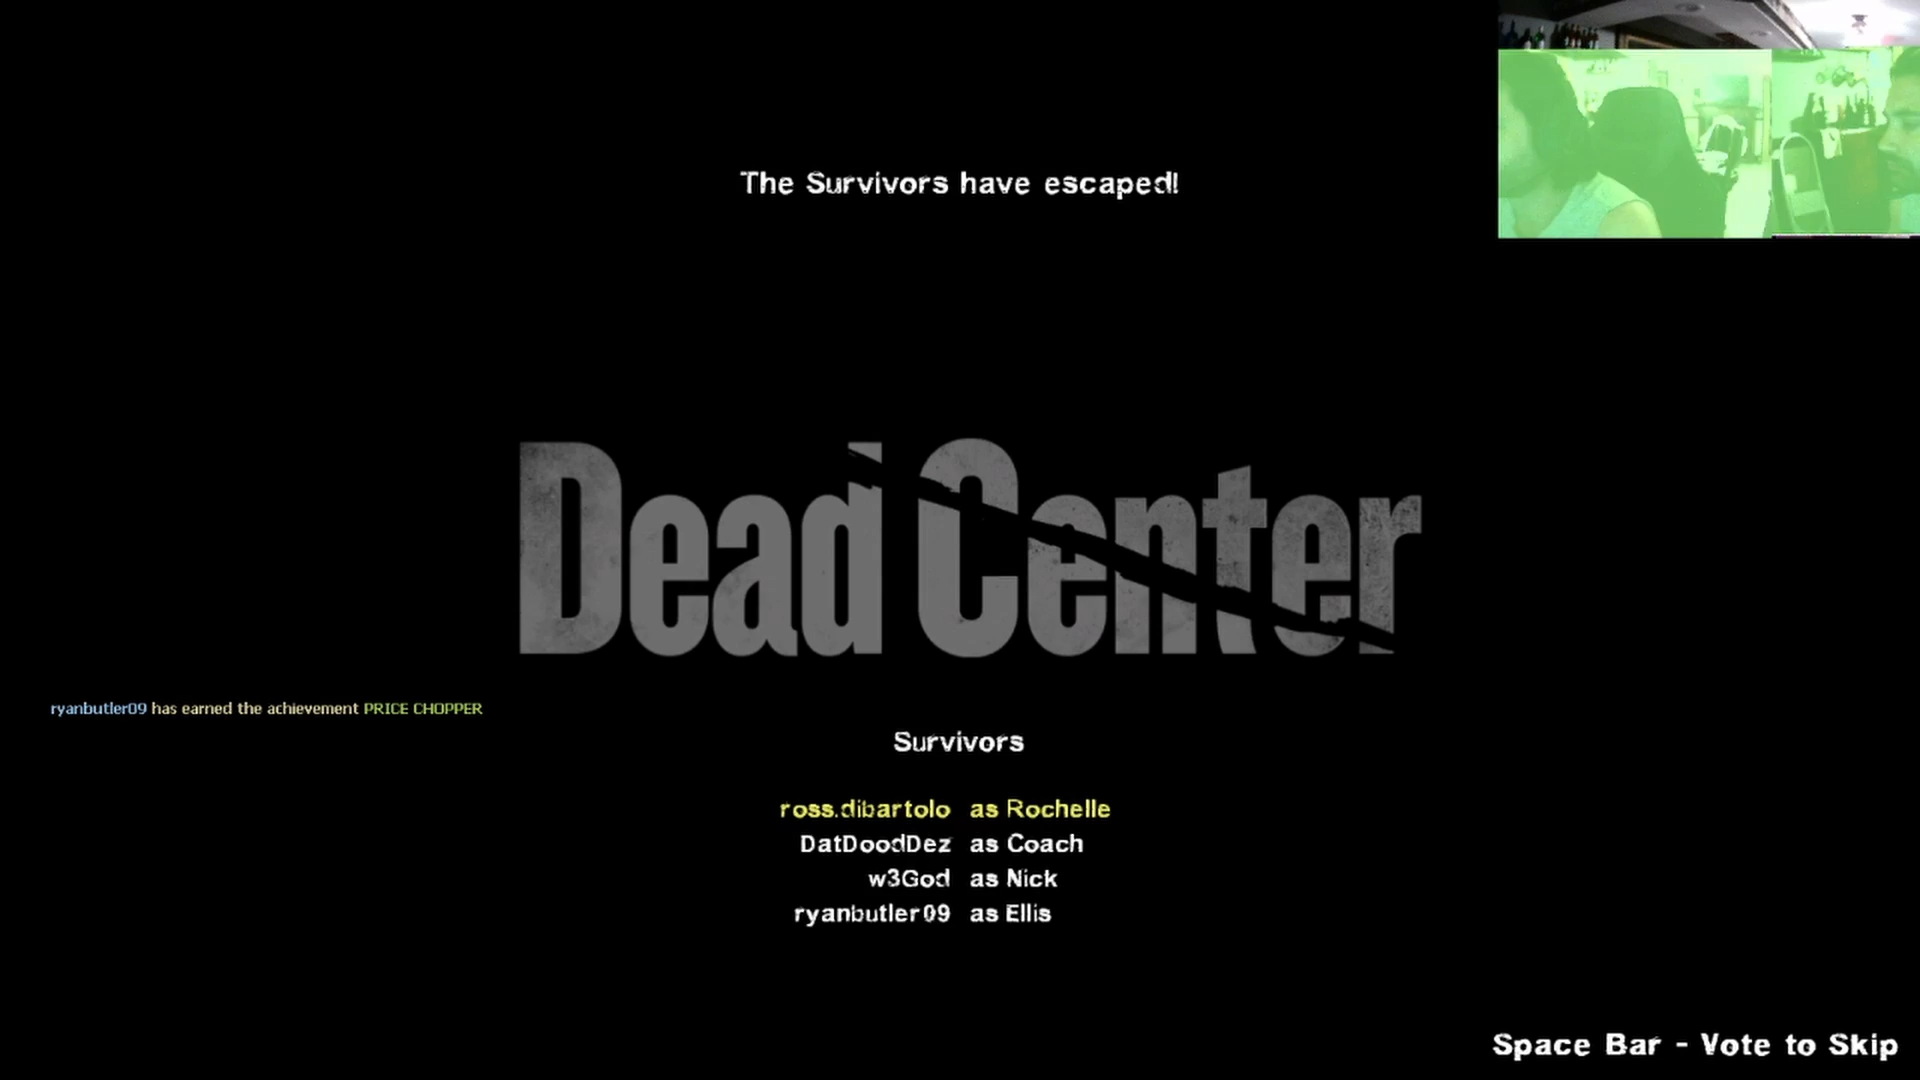 The Survivors have escaped!
Dead Center
ryanbutler09 has earned the achievement PRICE CHOPPER
Survivors
ross.dibartolo as Rochelle
DatDoodDez as Coach
w3God as Nick
ryanbutler09 as Ellis
Space Bar - Vote to Skip